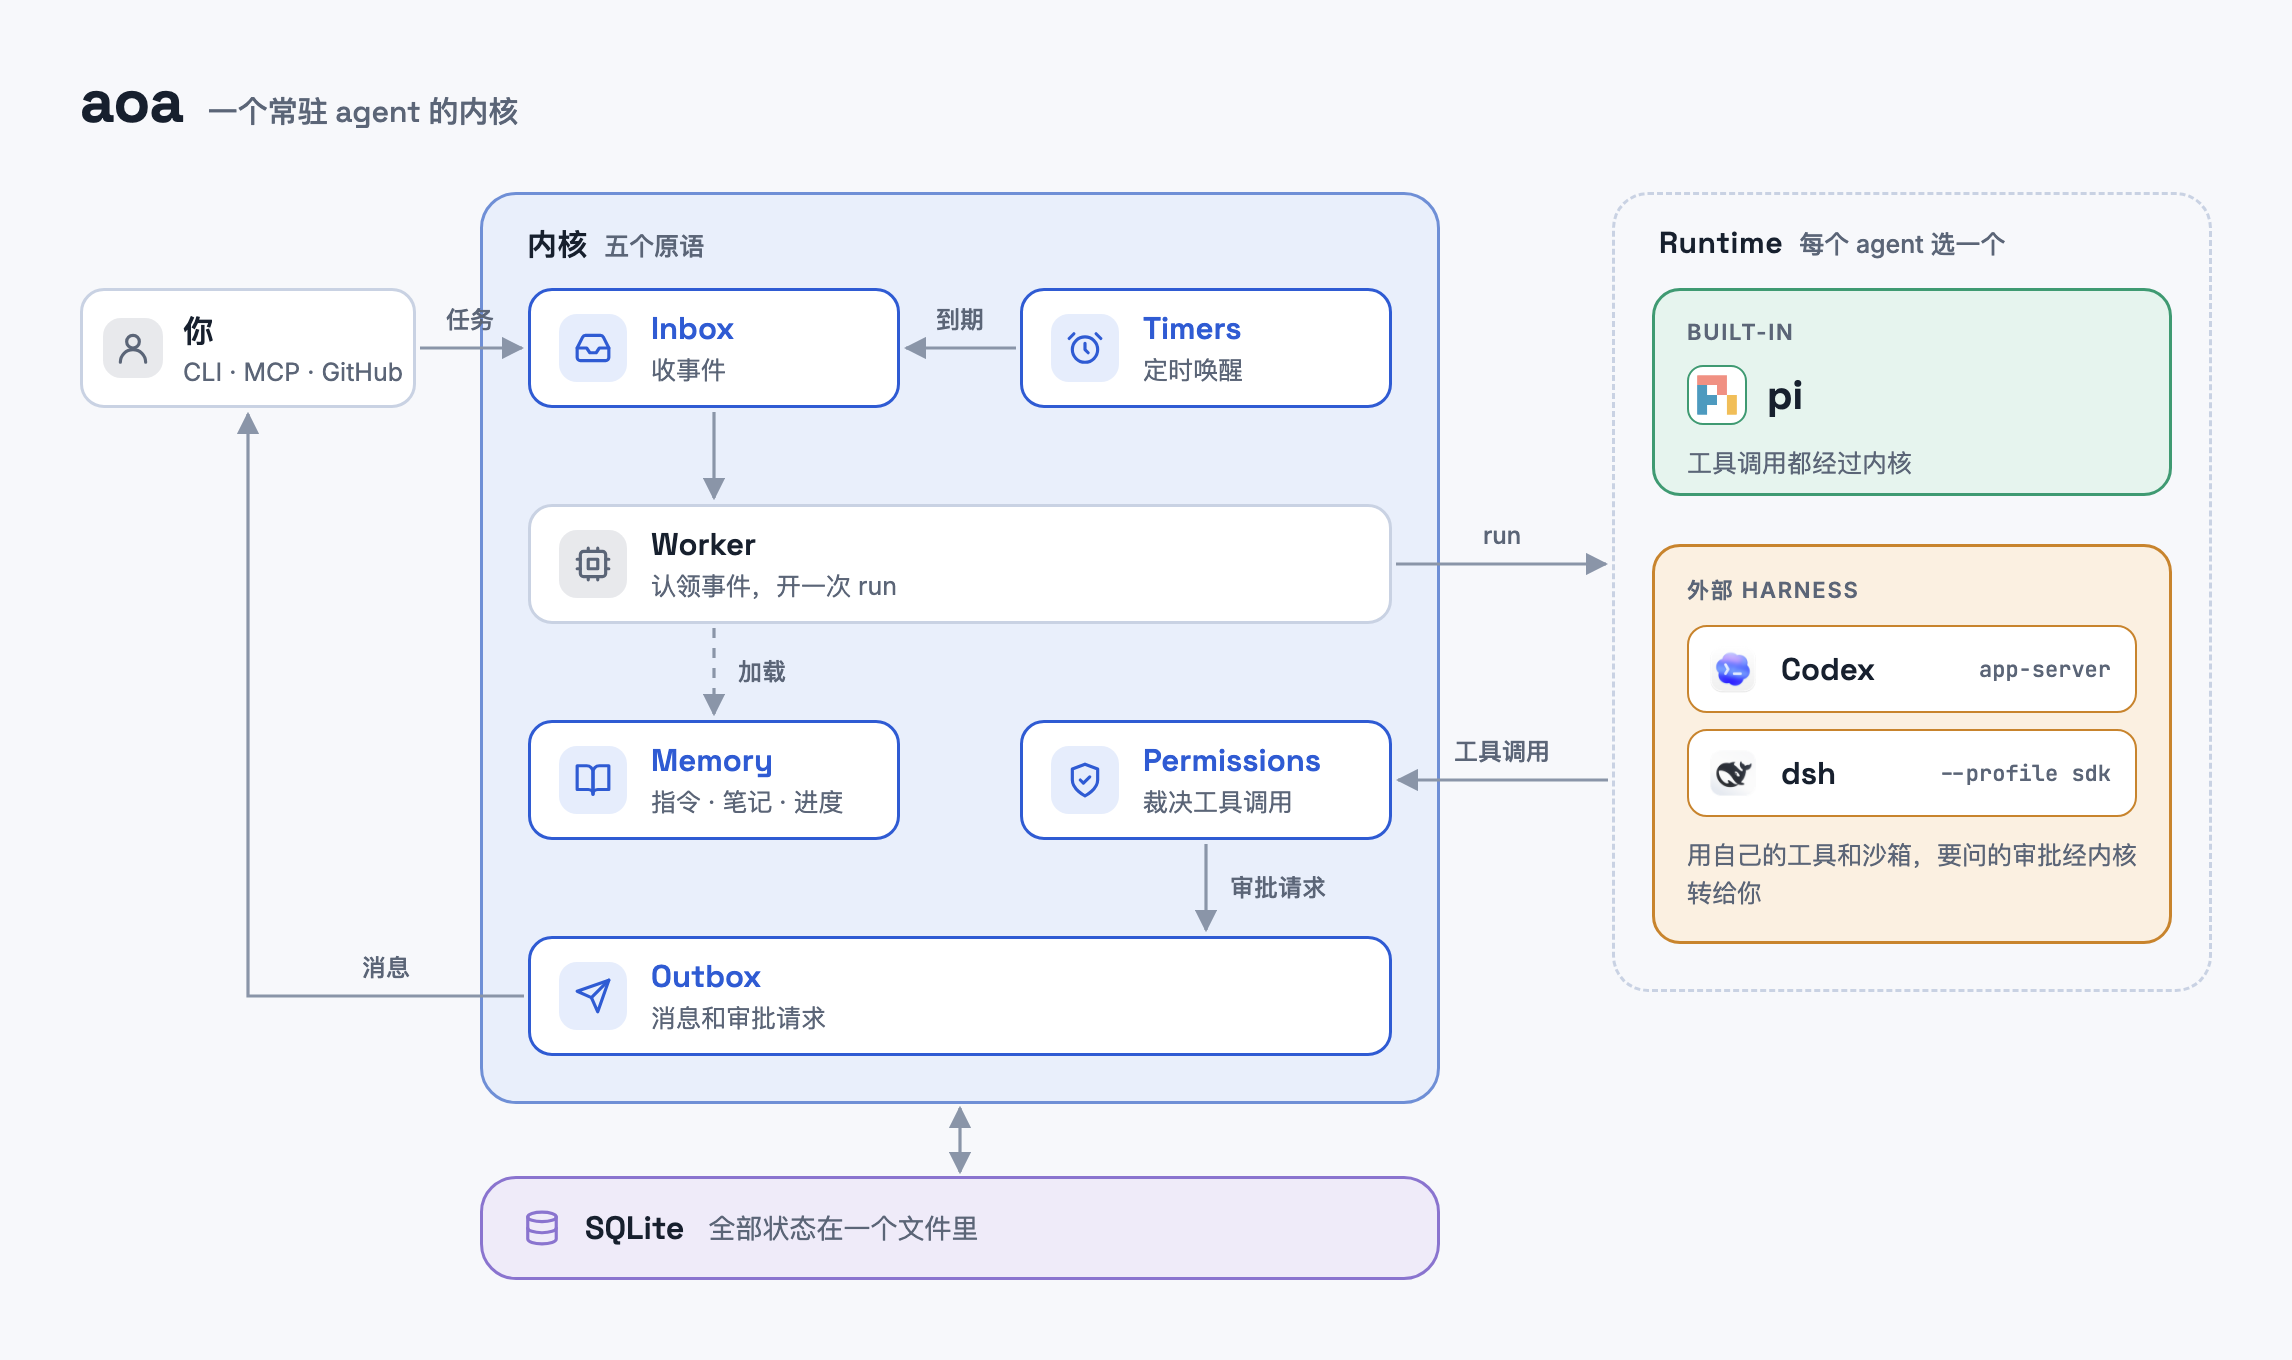 aoa 一个常驻 agent 的内核
内核 五个原语
你
CLI · MCP · GitHub
任务
Inbox
收事件
到期
Timers
定时唤醒
Worker
认领事件，开一次 run
加载
Memory
指令 · 笔记 · 进度
Permissions
裁决工具调用
审批请求
Outbox
消息和审批请求
消息
SQLite 全部状态在一个文件里
run
工具调用
Runtime 每个 agent 选一个
BUILT-IN
pi
工具调用都经过内核
外部 HARNESS
Codex app-server
dsh --profile sdk
用自己的工具和沙箱，要问的审批经内核
转给你